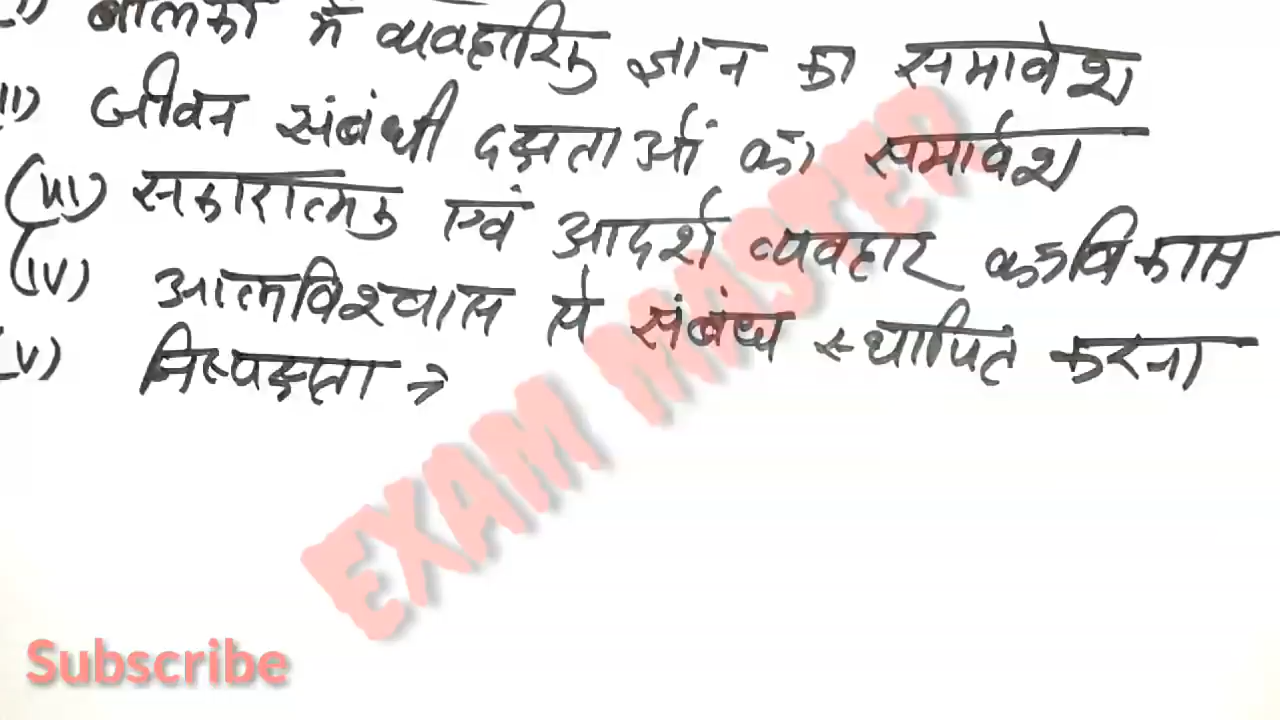 बालकों में व्यवहारिक ज्ञान का समावेश
जीवन संबंधी दक्षताओं का समावेश
(iii) सकारात्मक एवं आदर्श व्यवहार का विकास
(iv) आत्मविश्वास से संबंध स्थापित करना
v) निष्पक्षता →
EXAM MASTER
Subscribe